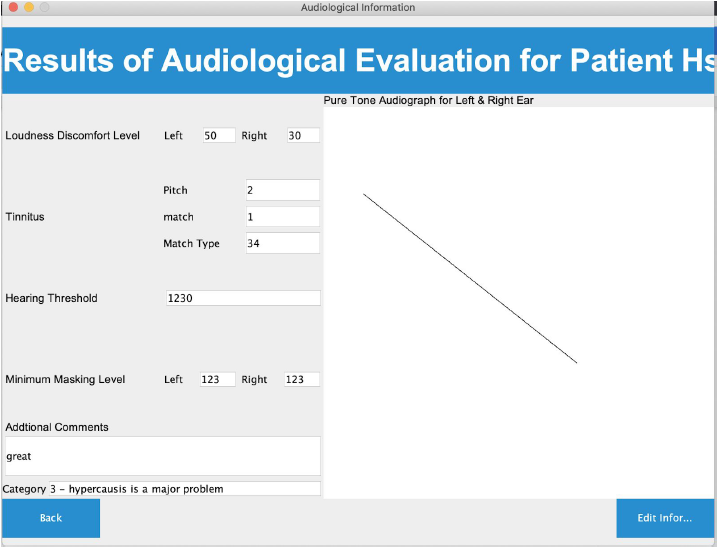 Audiological Information
Results of Audiological Evaluation for Patient Hs
Pure Tone Audiograph for Left & Right Ear
Loudness Discomfort Level Left 50 Right 30
Pitch 2
Tinnitus match 1
Match Type 34
Hearing Threshold 1230
Minimum Masking Level Left 123 Right 123
Addtional Comments
great
Category 3 - hypercausis is a major problem
Back Edit Infor...